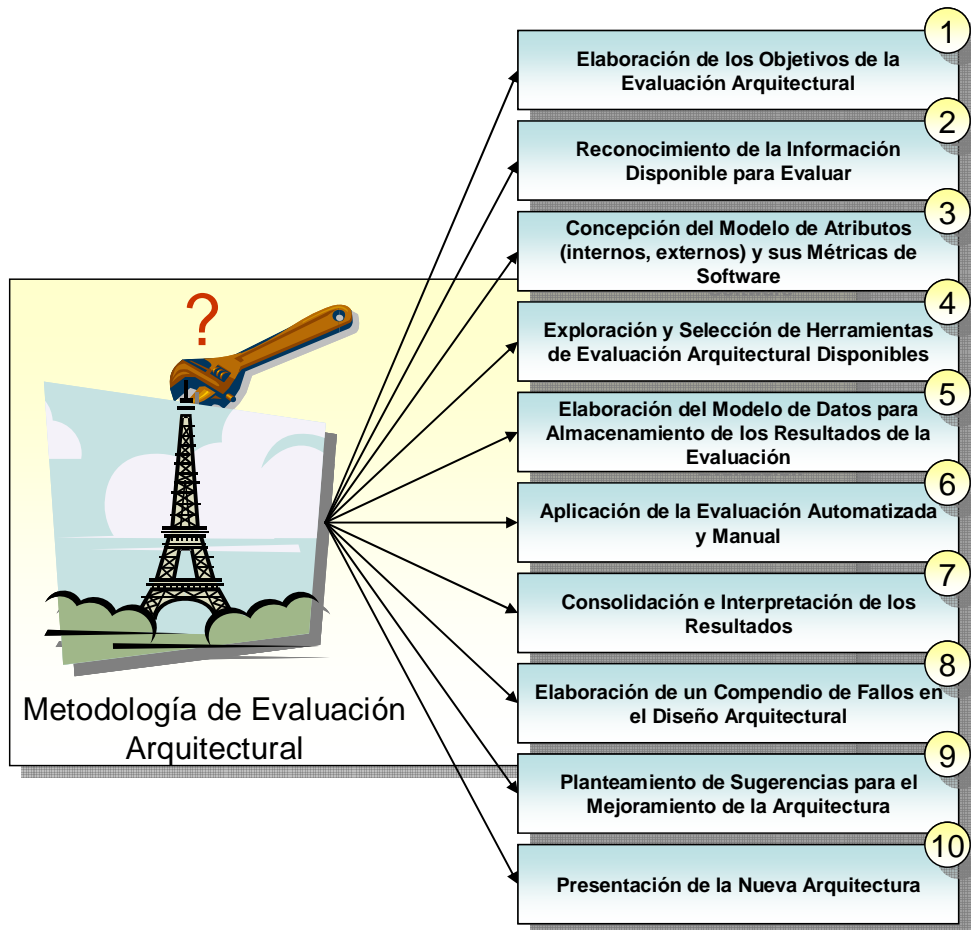 1
Elaboración de los Objetivos de la
Evaluación Arquitectural
2
Reconocimiento de la Información
Disponible para Evaluar
3
Concepción del Modelo de Atributos
(internos, externos) y sus Métricas de
Software
4
Exploración y Selección de Herramientas
de Evaluación Arquitectural Disponibles
5
Elaboración del Modelo de Datos para
Almacenamiento de los Resultados de la
Evaluación
6
Aplicación de la Evaluación Automatizada
y Manual
7
Consolidación e Interpretación de los
Resultados
8
Elaboración de un Compendio de Fallos en
el Diseño Arquitectural
9
Planteamiento de Sugerencias para el
Mejoramiento de la Arquitectura
10
Presentación de la Nueva Arquitectura
?
Metodología de Evaluación
Arquitectural